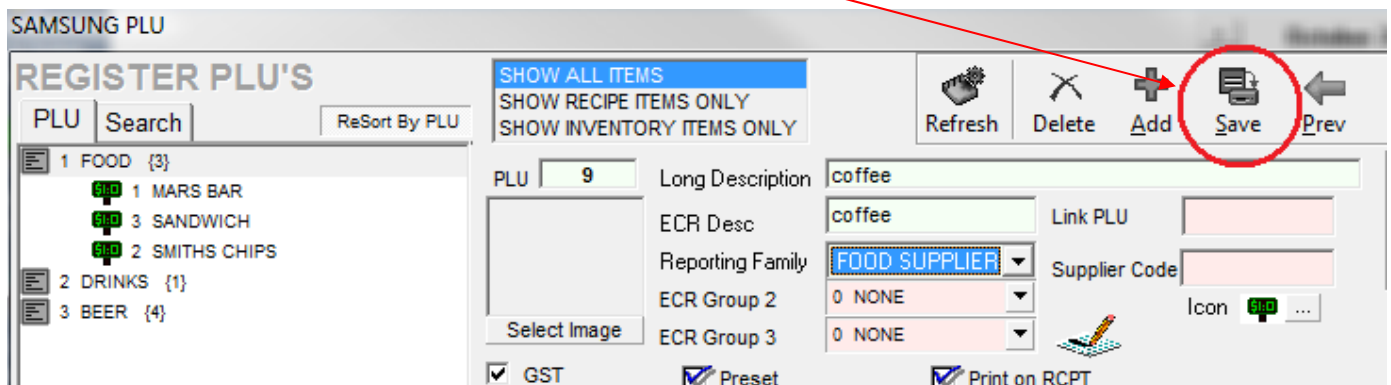 SAMSUNG PLU
REGISTER PLU'S
PLU Search ReSort By PLU
SHOW ALL ITEMS
SHOW RECIPE ITEMS ONLY
SHOW INVENTORY ITEMS ONLY
Refresh Delete Add Save Prev
1 FOOD {3}
1 MARS BAR
3 SANDWICH
2 SMITHS CHIPS
2 DRINKS {1}
3 BEER {4}
PLU 9 Long Description coffee
ECR Desc coffee Link PLU
Reporting Family FOOD SUPPLIER Supplier Code
ECR Group 2 0 NONE Icon ...
Select Image ECR Group 3 0 NONE
GST Preset Print on RCPT